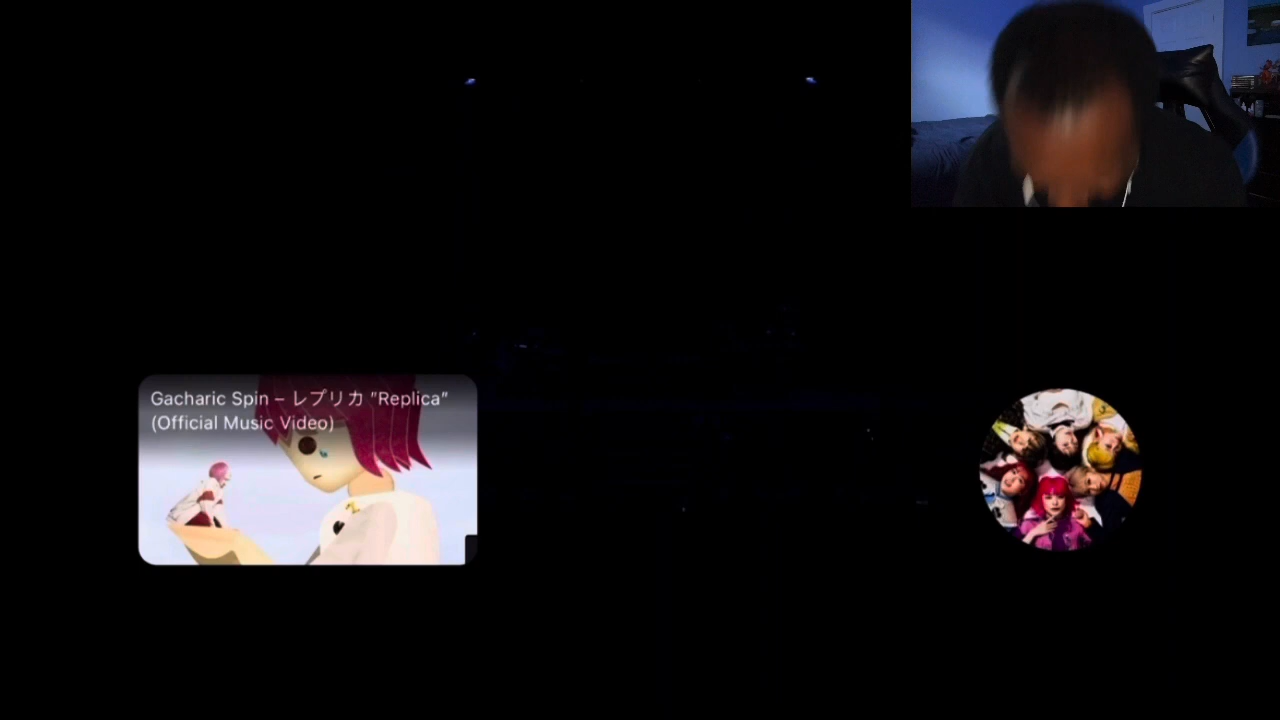 Gacharic Spin – レプリカ "Replica"
(Official Music Video)